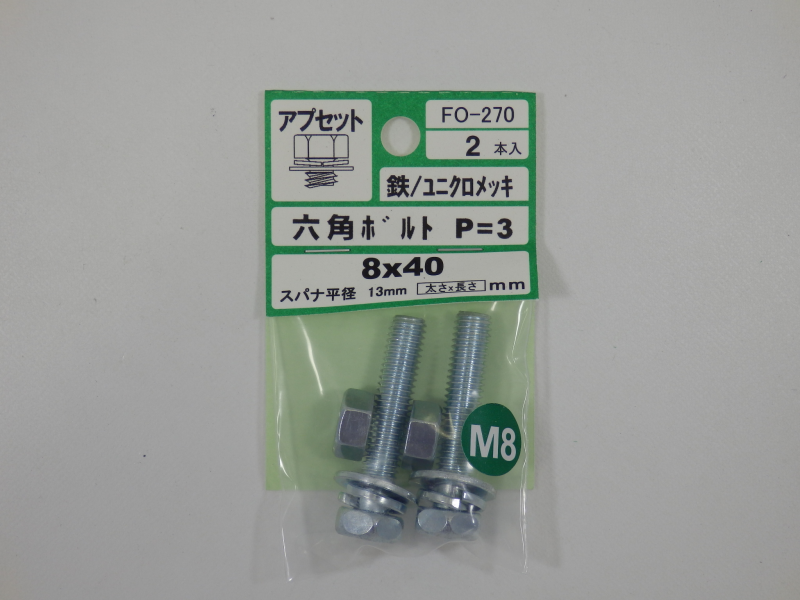 アプセット
FO-270
2 本入
鉄/ユニクロメッキ
六角ボルト P=3
8x40
スパナ平径 13mm 太さx長さ mm
M8